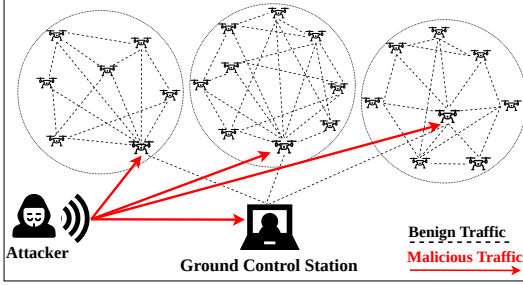 Attacker
Ground Control Station
Benign Traffic
Malicious Traffic